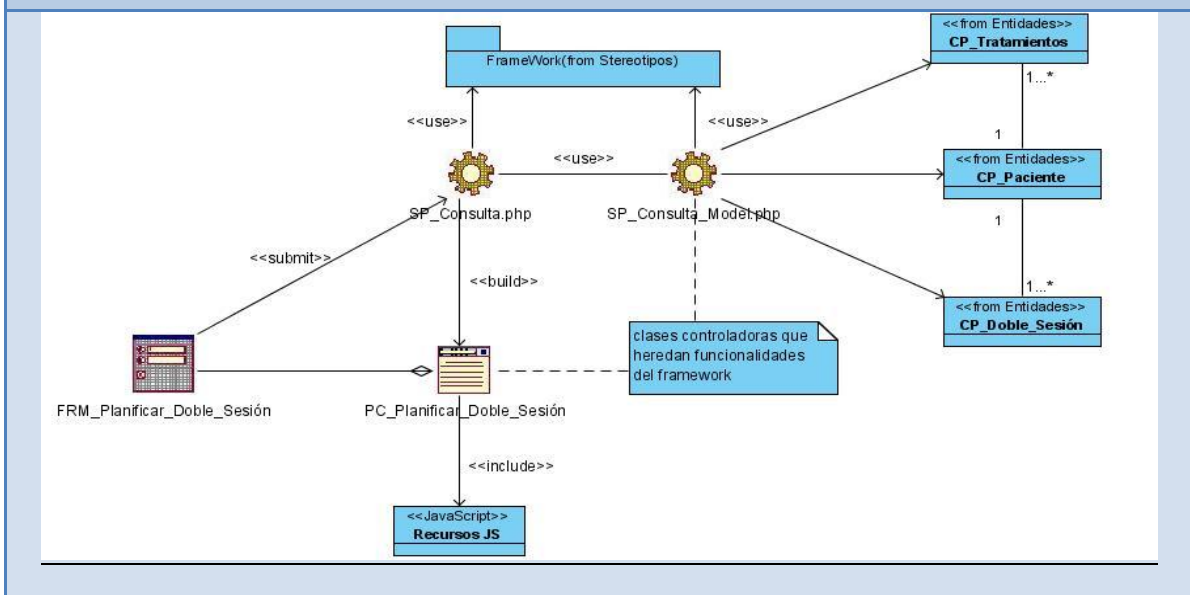 <<from Entidades>>
CP_Tratamientos
FrameWork(from Stereotipos)
1...*
<<use>>
<<use>>
1
<<use>>
<<from Entidades>>
CP_Paciente
SP_Consulta.php
SP_Consulta_Model.php
1
<<submit>>
<<build>>
1...*
<<from Entidades>>
CP_Doble_Sesión
clases controladoras que
heredan funcionalidades
del framework
FRM_Planificar_Doble_Sesión
PC_Planificar_Doble_Sesión
<<include>>
<<JavaScript>>
Recursos JS